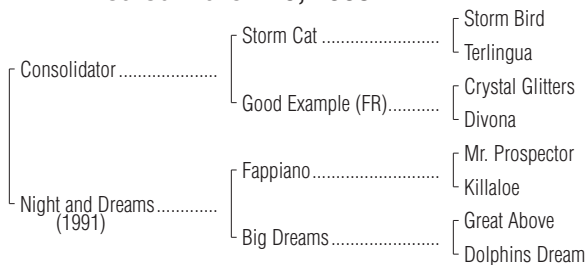 Storm Bird
Storm Cat
Terlingua
Consolidator
Crystal Glitters
Good Example (FR)
Divona
Mr. Prospector
Fappiano
Killaloe
Night and Dreams
(1991)
Great Above
Big Dreams
Dolphins Dream